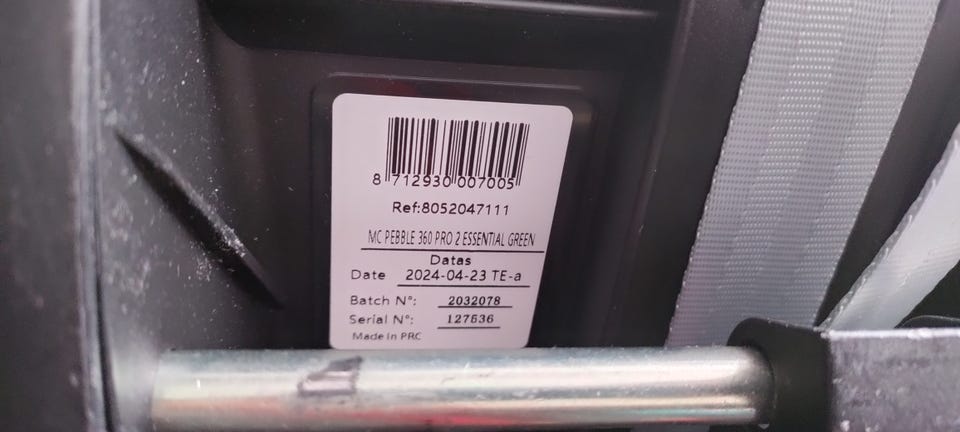 8 712930 007005
Ref:8052047111
MC PEBBLE 360 PRO 2 ESSENTIAL GREEN
Datas
Date 2024-04-23 TE-a
Batch N°: 2032078
Serial N°: 127636
Made In PRC